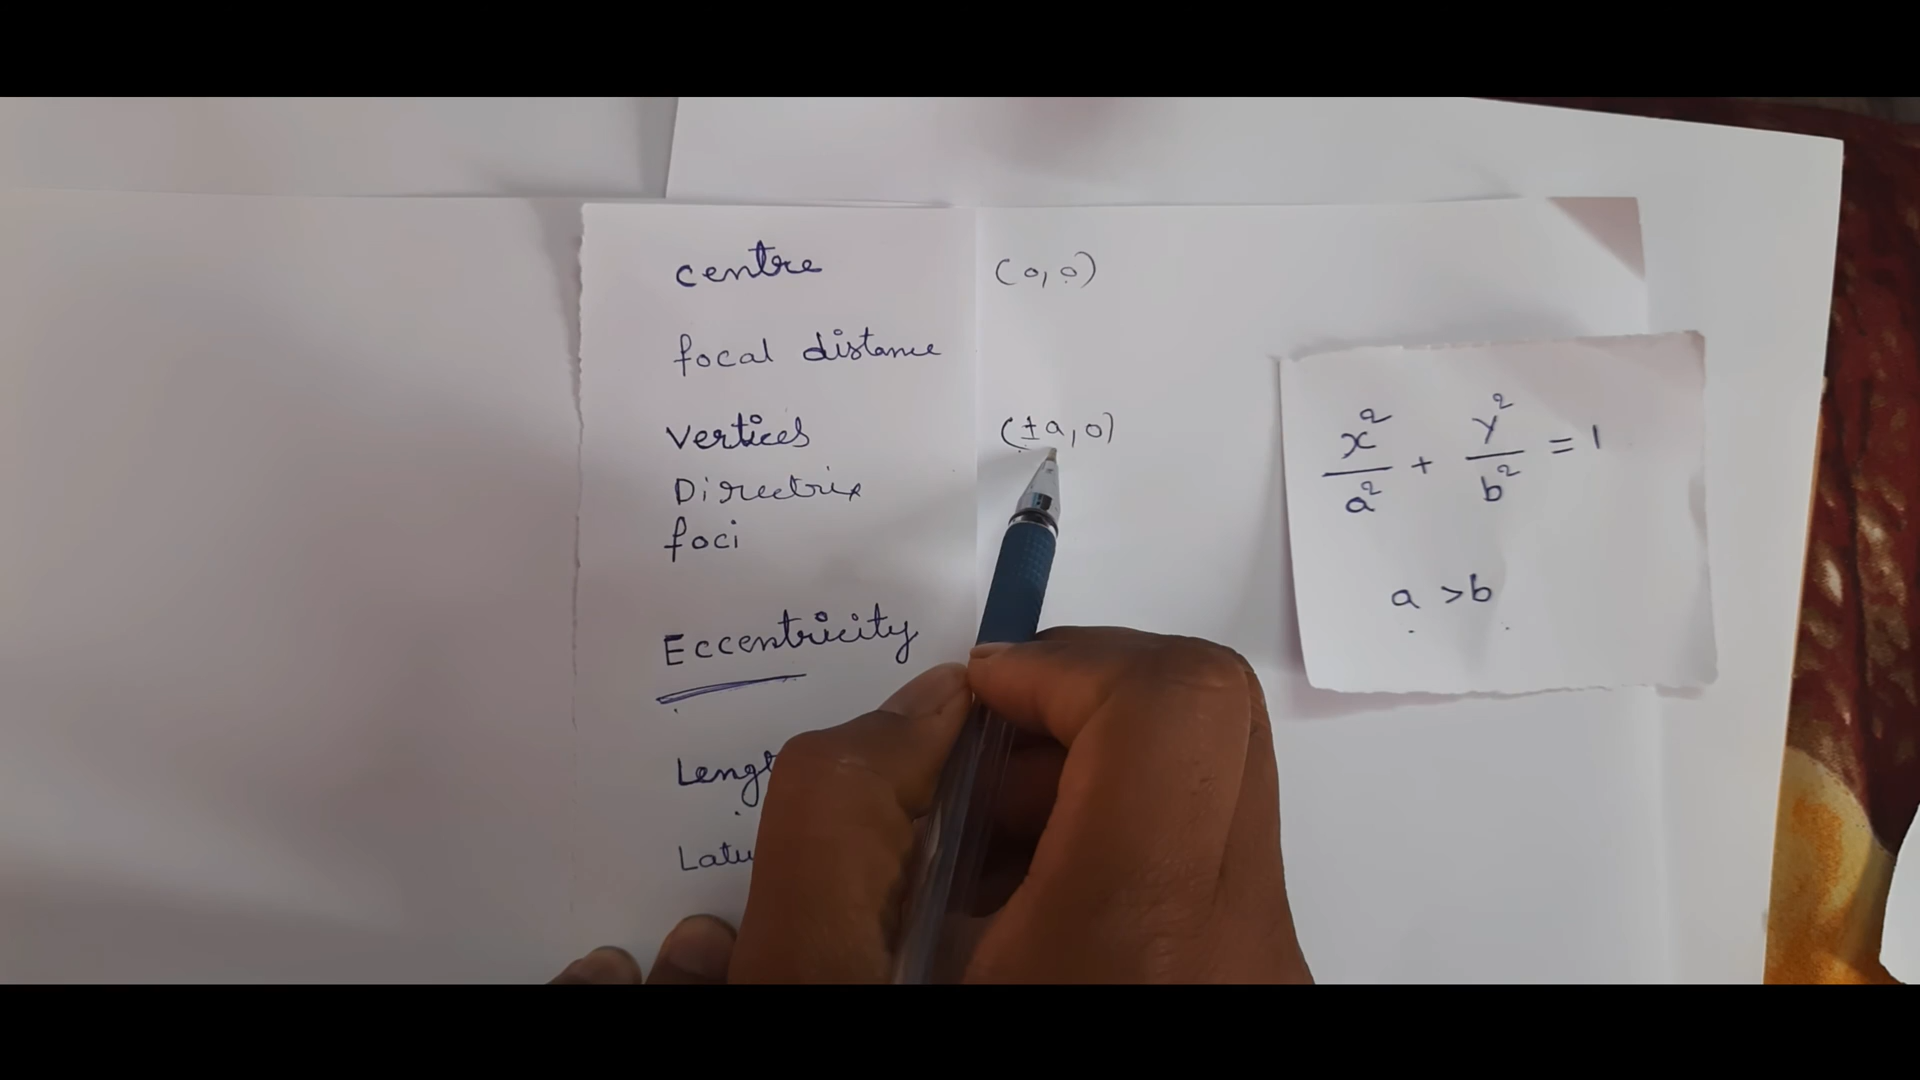 centre (0,0)
focal distance
Vertices (±a,0)
Directrix
foci
Eccentricity
x²/a² + y²/b² = 1
a > b